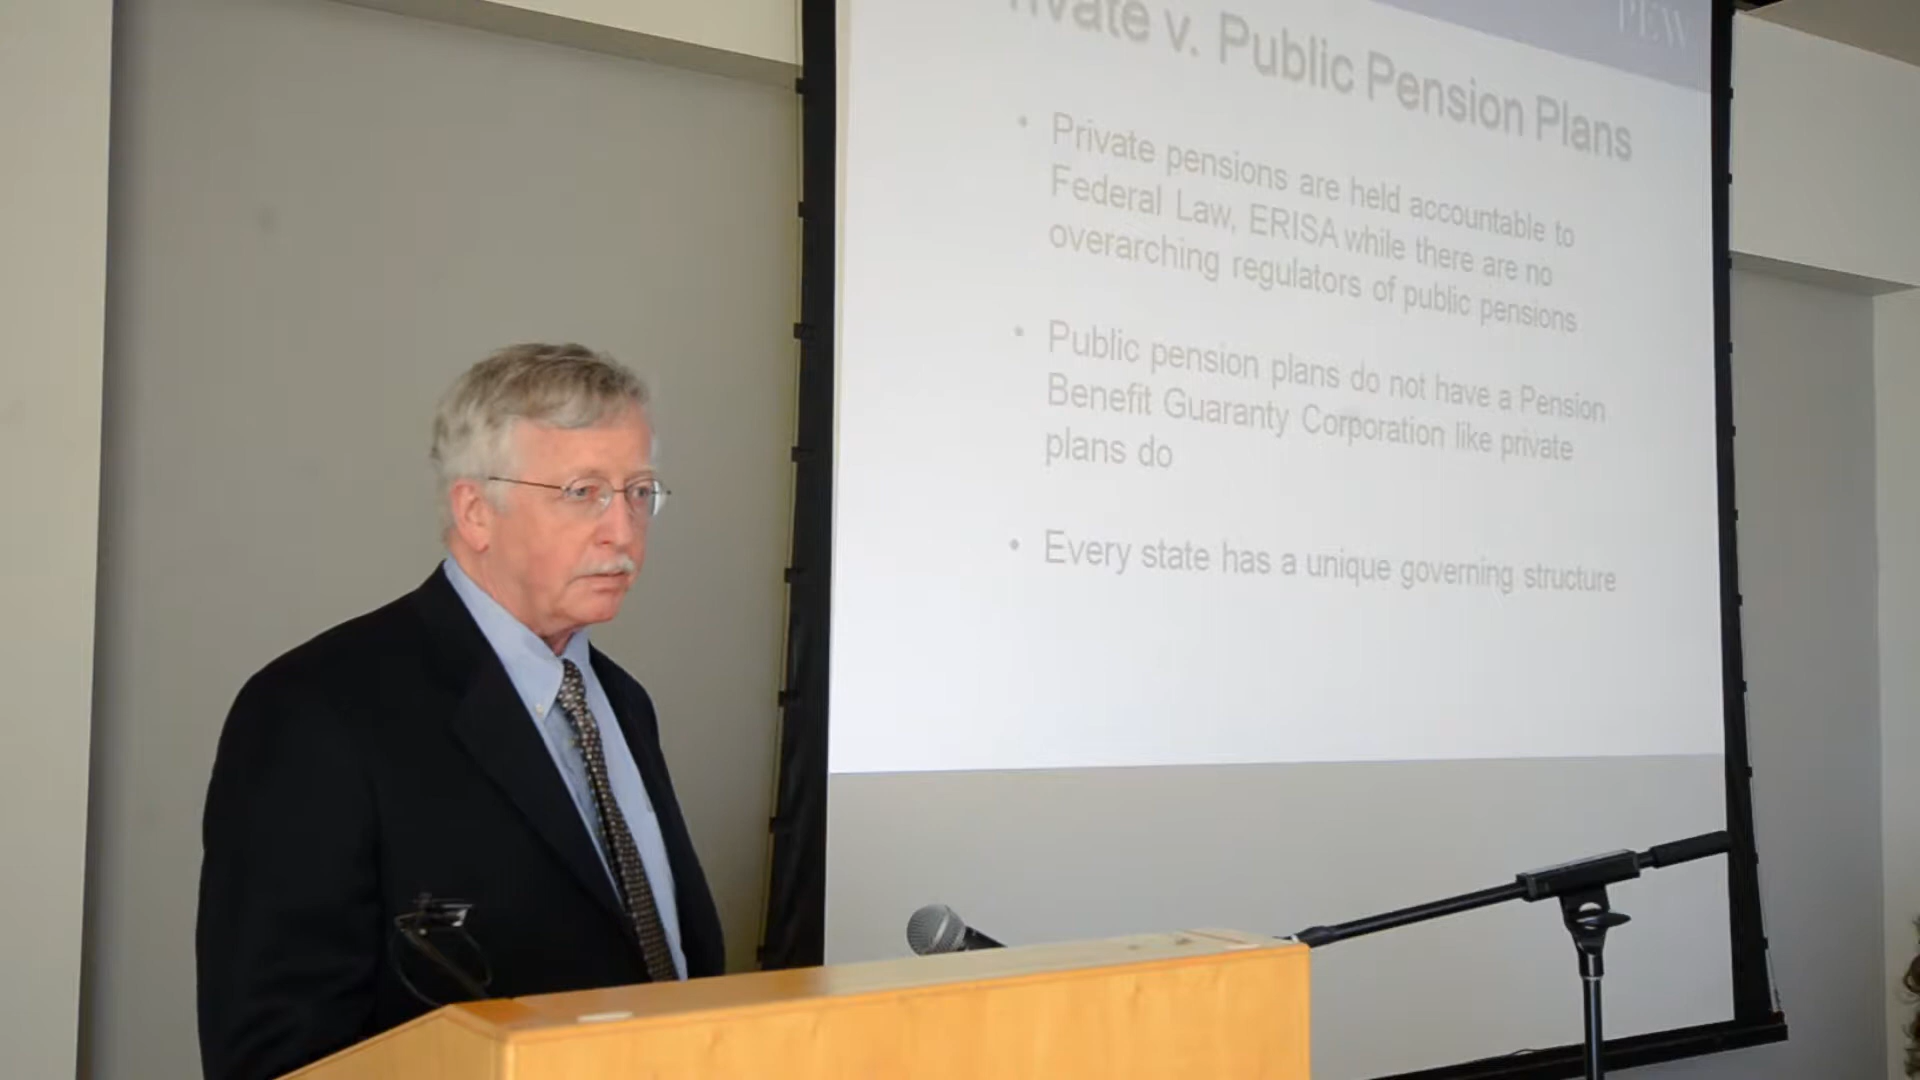 PEW
v. Public Pension Plans
• Private pensions are held accountable to
Federal Law, ERISA while there are no
overarching regulators of public pensions
• Public pension plans do not have a Pension
Benefit Guaranty Corporation like private
plans do
• Every state has a unique governing structure